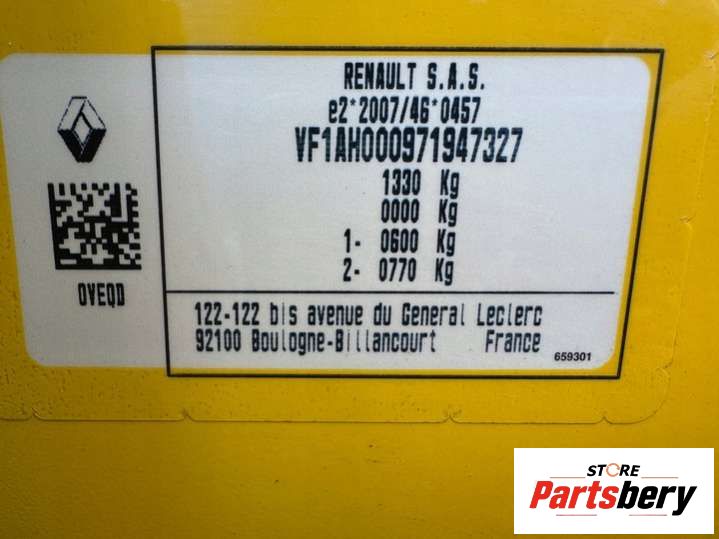 RENAULT S.A.S.
e2*2007/46*0457
VF1AH000971947327
1330 Kg
0000 Kg
1- 0600 Kg
2- 0770 Kg
OVEQD
122-122 bis avenue du General Leclerc
92100 Boulogne-Billancourt France
659301
STORE
Partsbery